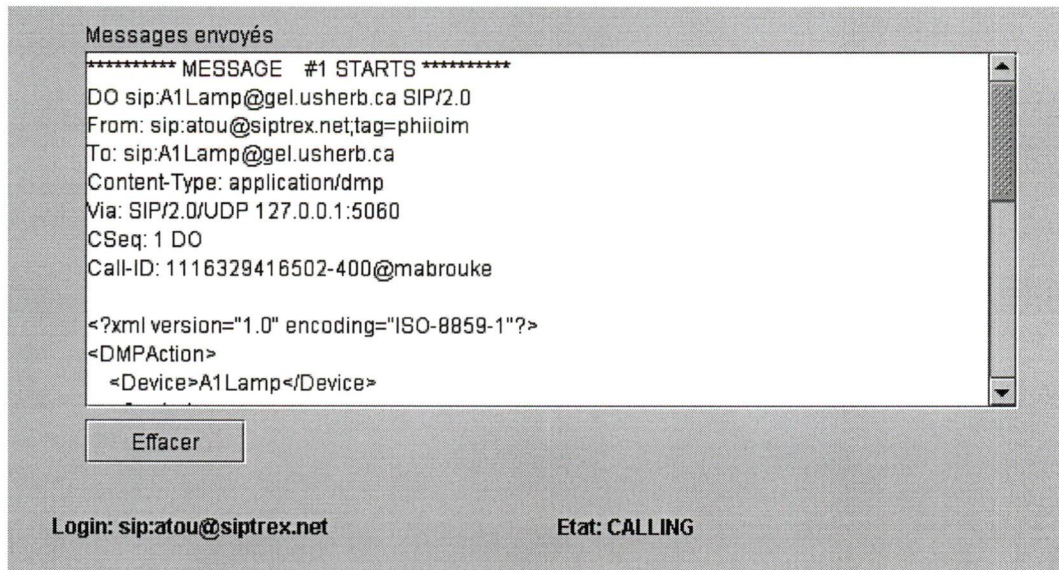 Messages envoyés
********** MESSAGE #1 STARTS **********
DO sip:A1Lamp@gel.usherb.ca SIP/2.0
From: sip:atou@siptrex.net;tag=phiioim
To: sip:A1Lamp@gel.usherb.ca
Content-Type: application/dmp
Via: SIP/2.0/UDP 127.0.0.1:5060
CSeq: 1 DO
Call-ID: 1116329416502-400@mabrouke
<?xml version="1.0" encoding="ISO-8859-1"?>
<DMPAction>
<Device>A1Lamp</Device>
Effacer
Login: sip:atou@siptrex.net Etat: CALLING